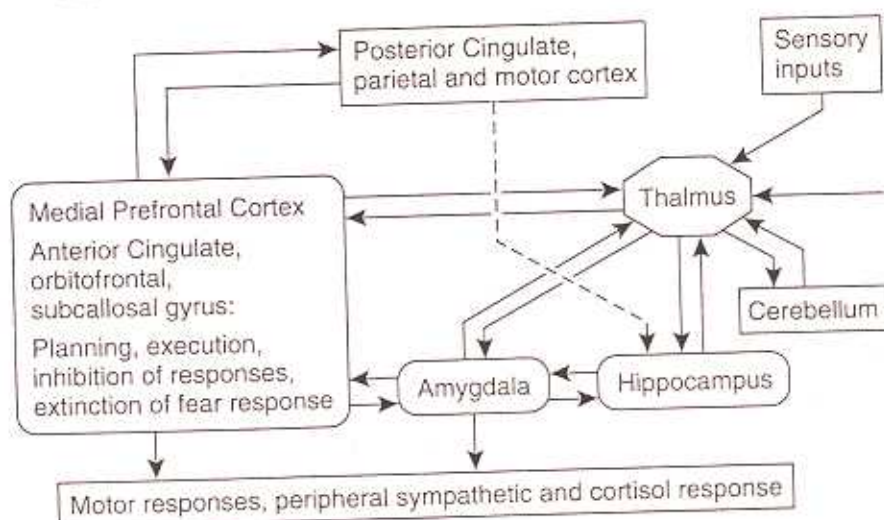 Posterior Cingulate,
parietal and motor cortex
Sensory
inputs
Thalmus
Medial Prefrontal Cortex
Anterior Cingulate,
orbitofrontal,
subcallosal gyrus:
Planning, execution,
inhibition of responses,
extinction of fear response
Cerebellum
Amygdala
Hippocampus
Motor responses, peripheral sympathetic and cortisol response